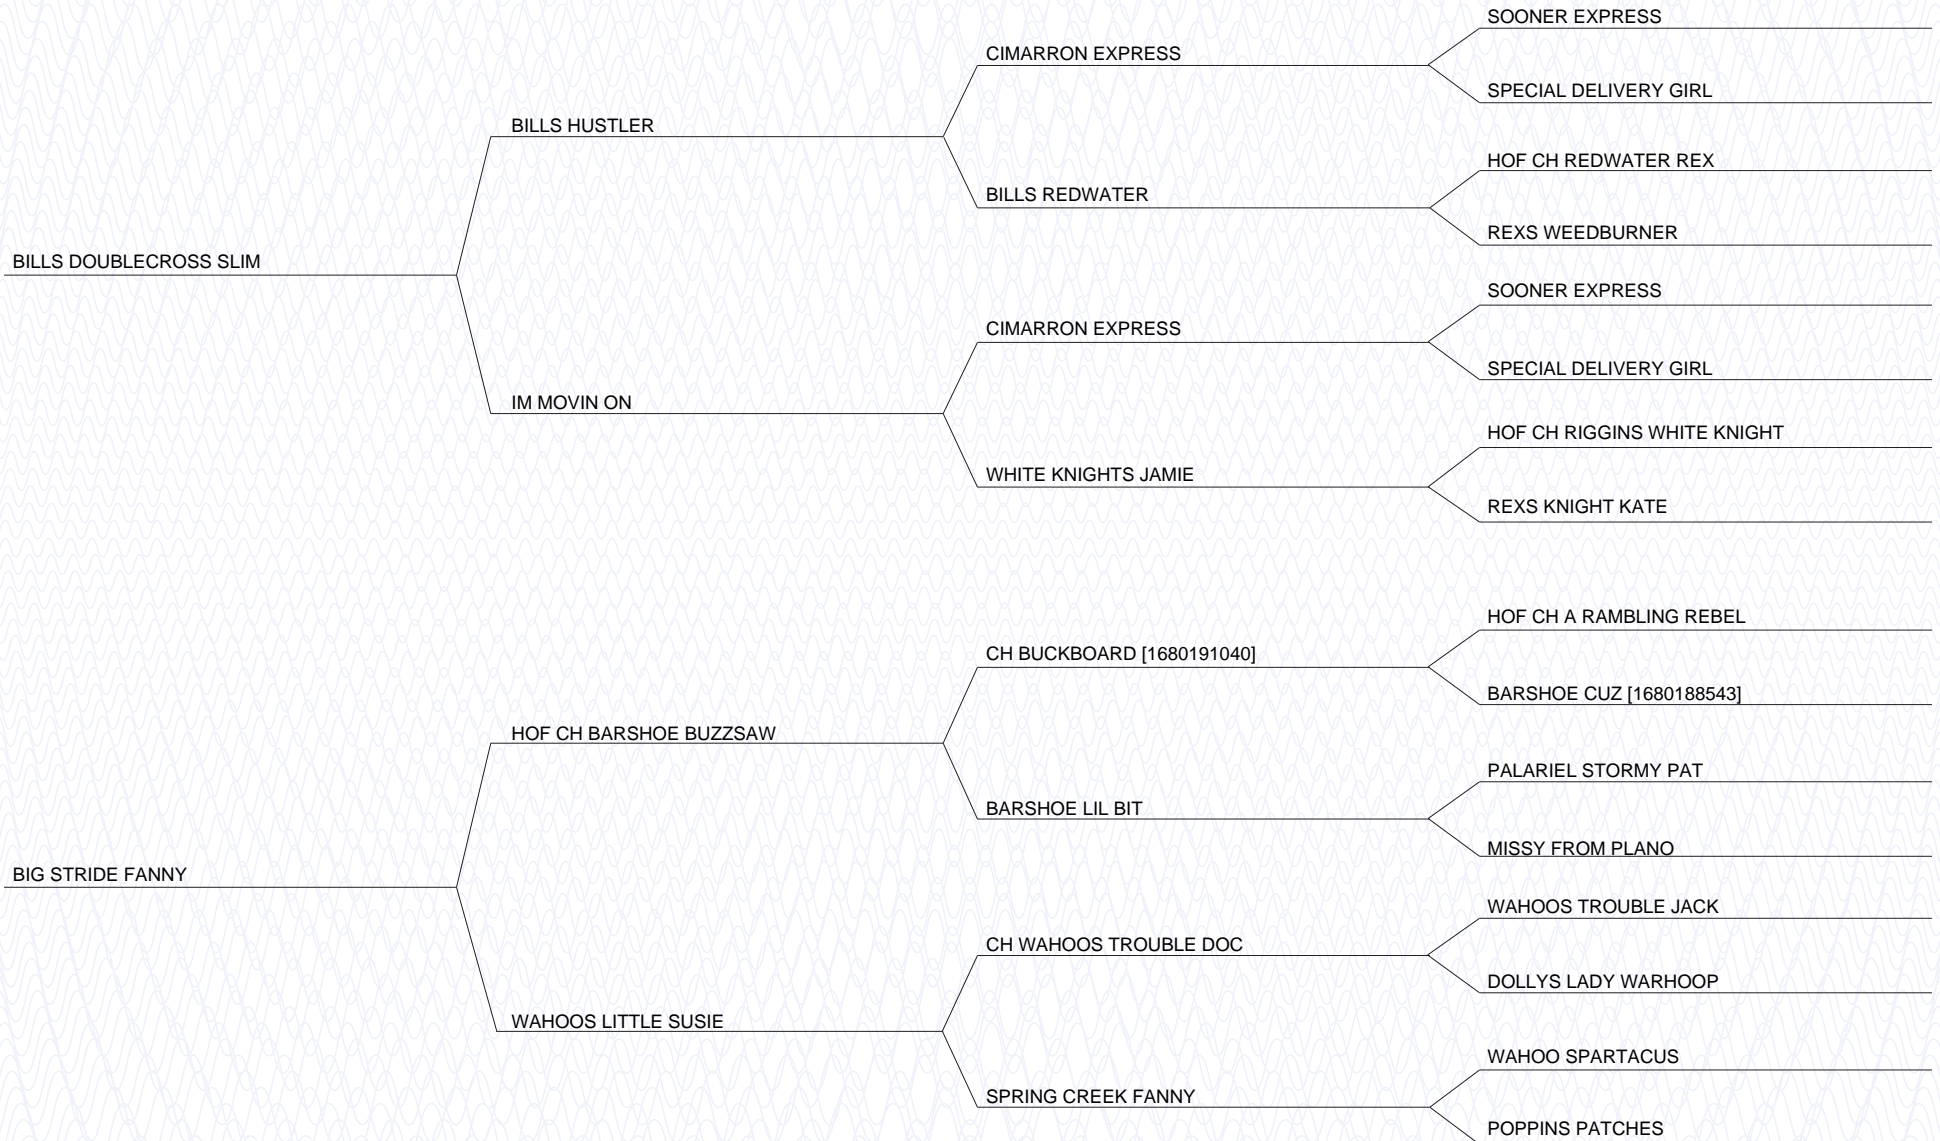 SOONER EXPRESS
CIMARRON EXPRESS
SPECIAL DELIVERY GIRL
BILLS HUSTLER
HOF CH REDWATER REX
BILLS REDWATER
REXS WEEDBURNER
BILLS DOUBLECROSS SLIM
SOONER EXPRESS
CIMARRON EXPRESS
SPECIAL DELIVERY GIRL
IM MOVIN ON
HOF CH RIGGINS WHITE KNIGHT
WHITE KNIGHTS JAMIE
REXS KNIGHT KATE
HOF CH A RAMBLING REBEL
CH BUCKBOARD [1680191040]
BARSHOE CUZ [1680188543]
HOF CH BARSHOE BUZZSAW
PALARIEL STORMY PAT
BARSHOE LIL BIT
MISSY FROM PLANO
BIG STRIDE FANNY
WAHOOS TROUBLE JACK
CH WAHOOS TROUBLE DOC
DOLLYS LADY WARHOOP
WAHOOS LITTLE SUSIE
WAHOO SPARTACUS
SPRING CREEK FANNY
POPPINS PATCHES